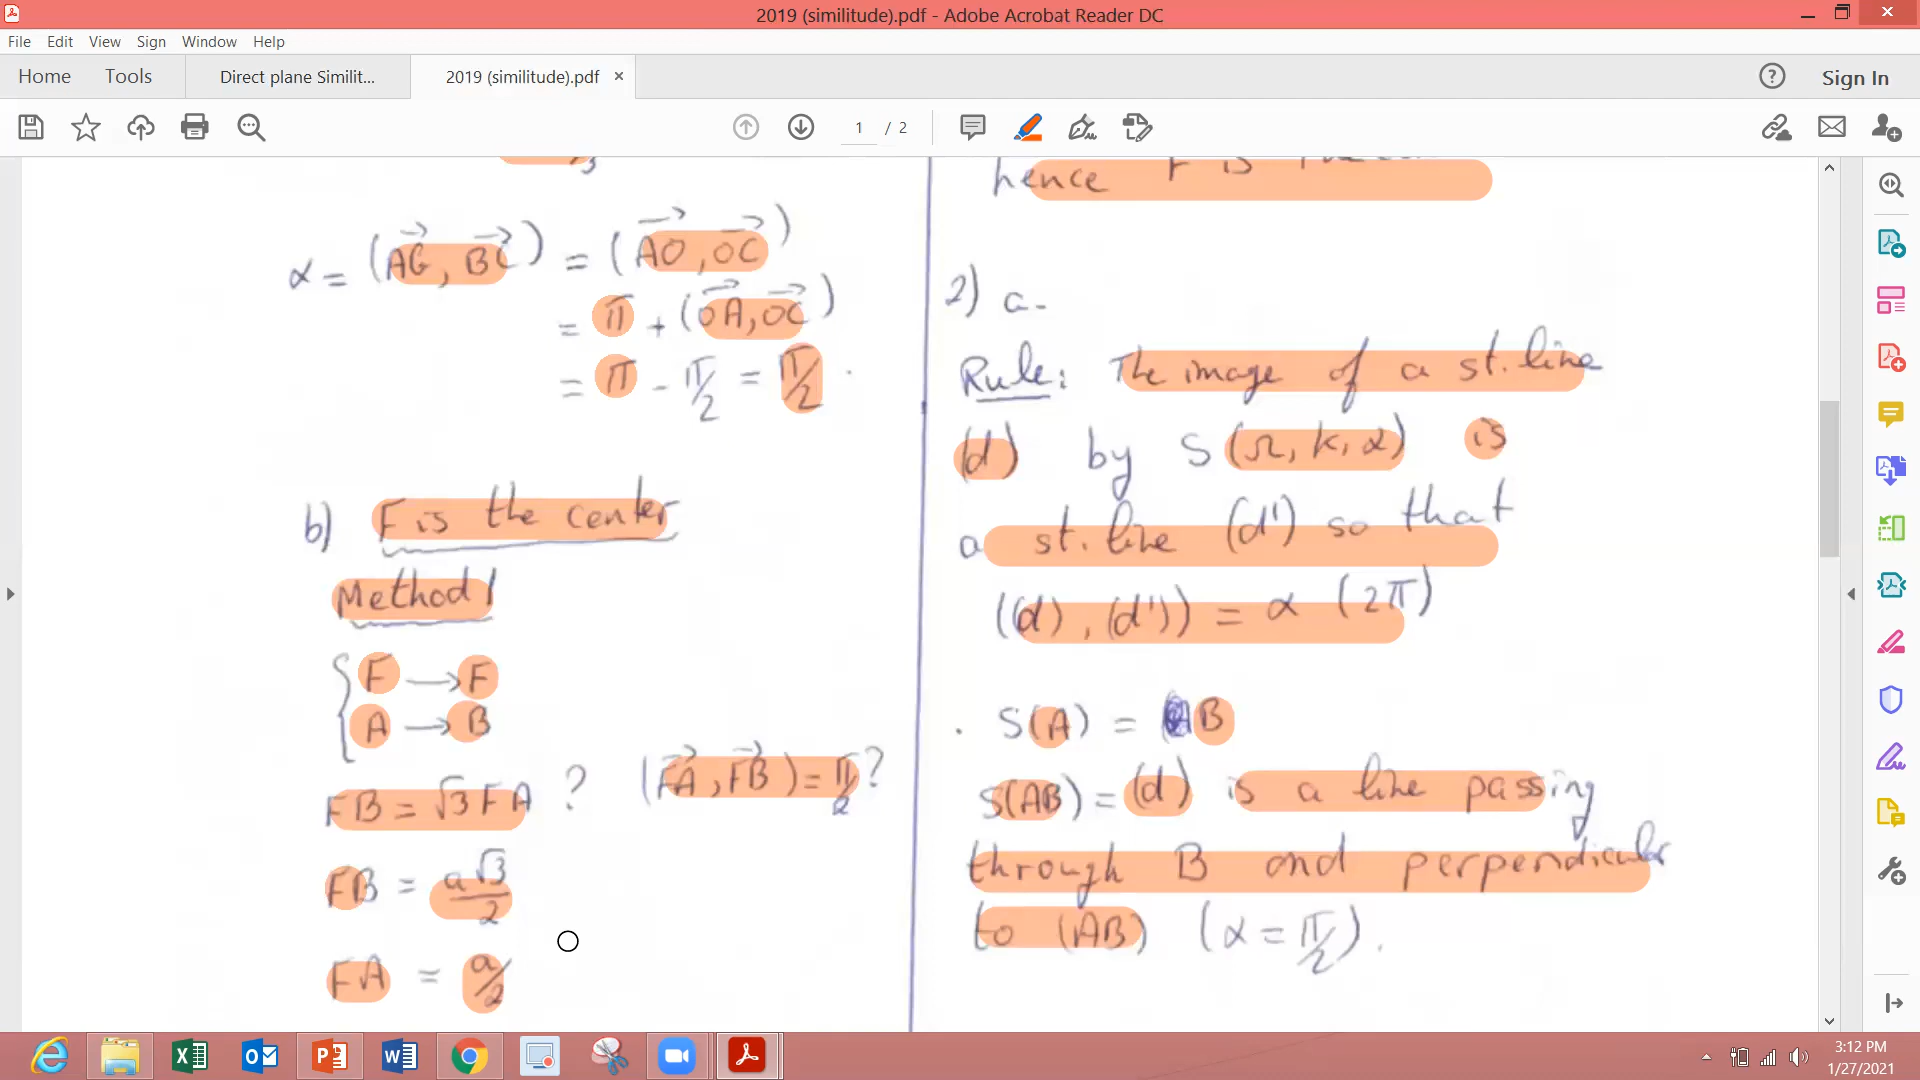 2019 (similitude).pdf - Adobe Acrobat Reader DC
File Edit View Sign Window Help
Home Tools Direct plane Similit... 2019 (similitude).pdf × Sign In
1 / 2
α = (AG, BC) = (AO, OC)
= π + (OA, OC)
= π - π/2 = π/2 .
b) F is the center
Method 1
F → F
A → B
FB = √3 FA ? (FA, FB) = π/2 ?
FB = a√3/2
FA = a/2
hence F is
2) a-
Rule: The image of a st. line
(d) by S(Ω, k, α) is
a st. line (d') so that
((d), (d')) = α (2π)
. S(A) = B
S(AB) = (d) is a line passing
through B and perpendicular
to (AB) (α = π/2).
3:12 PM
1/27/2021